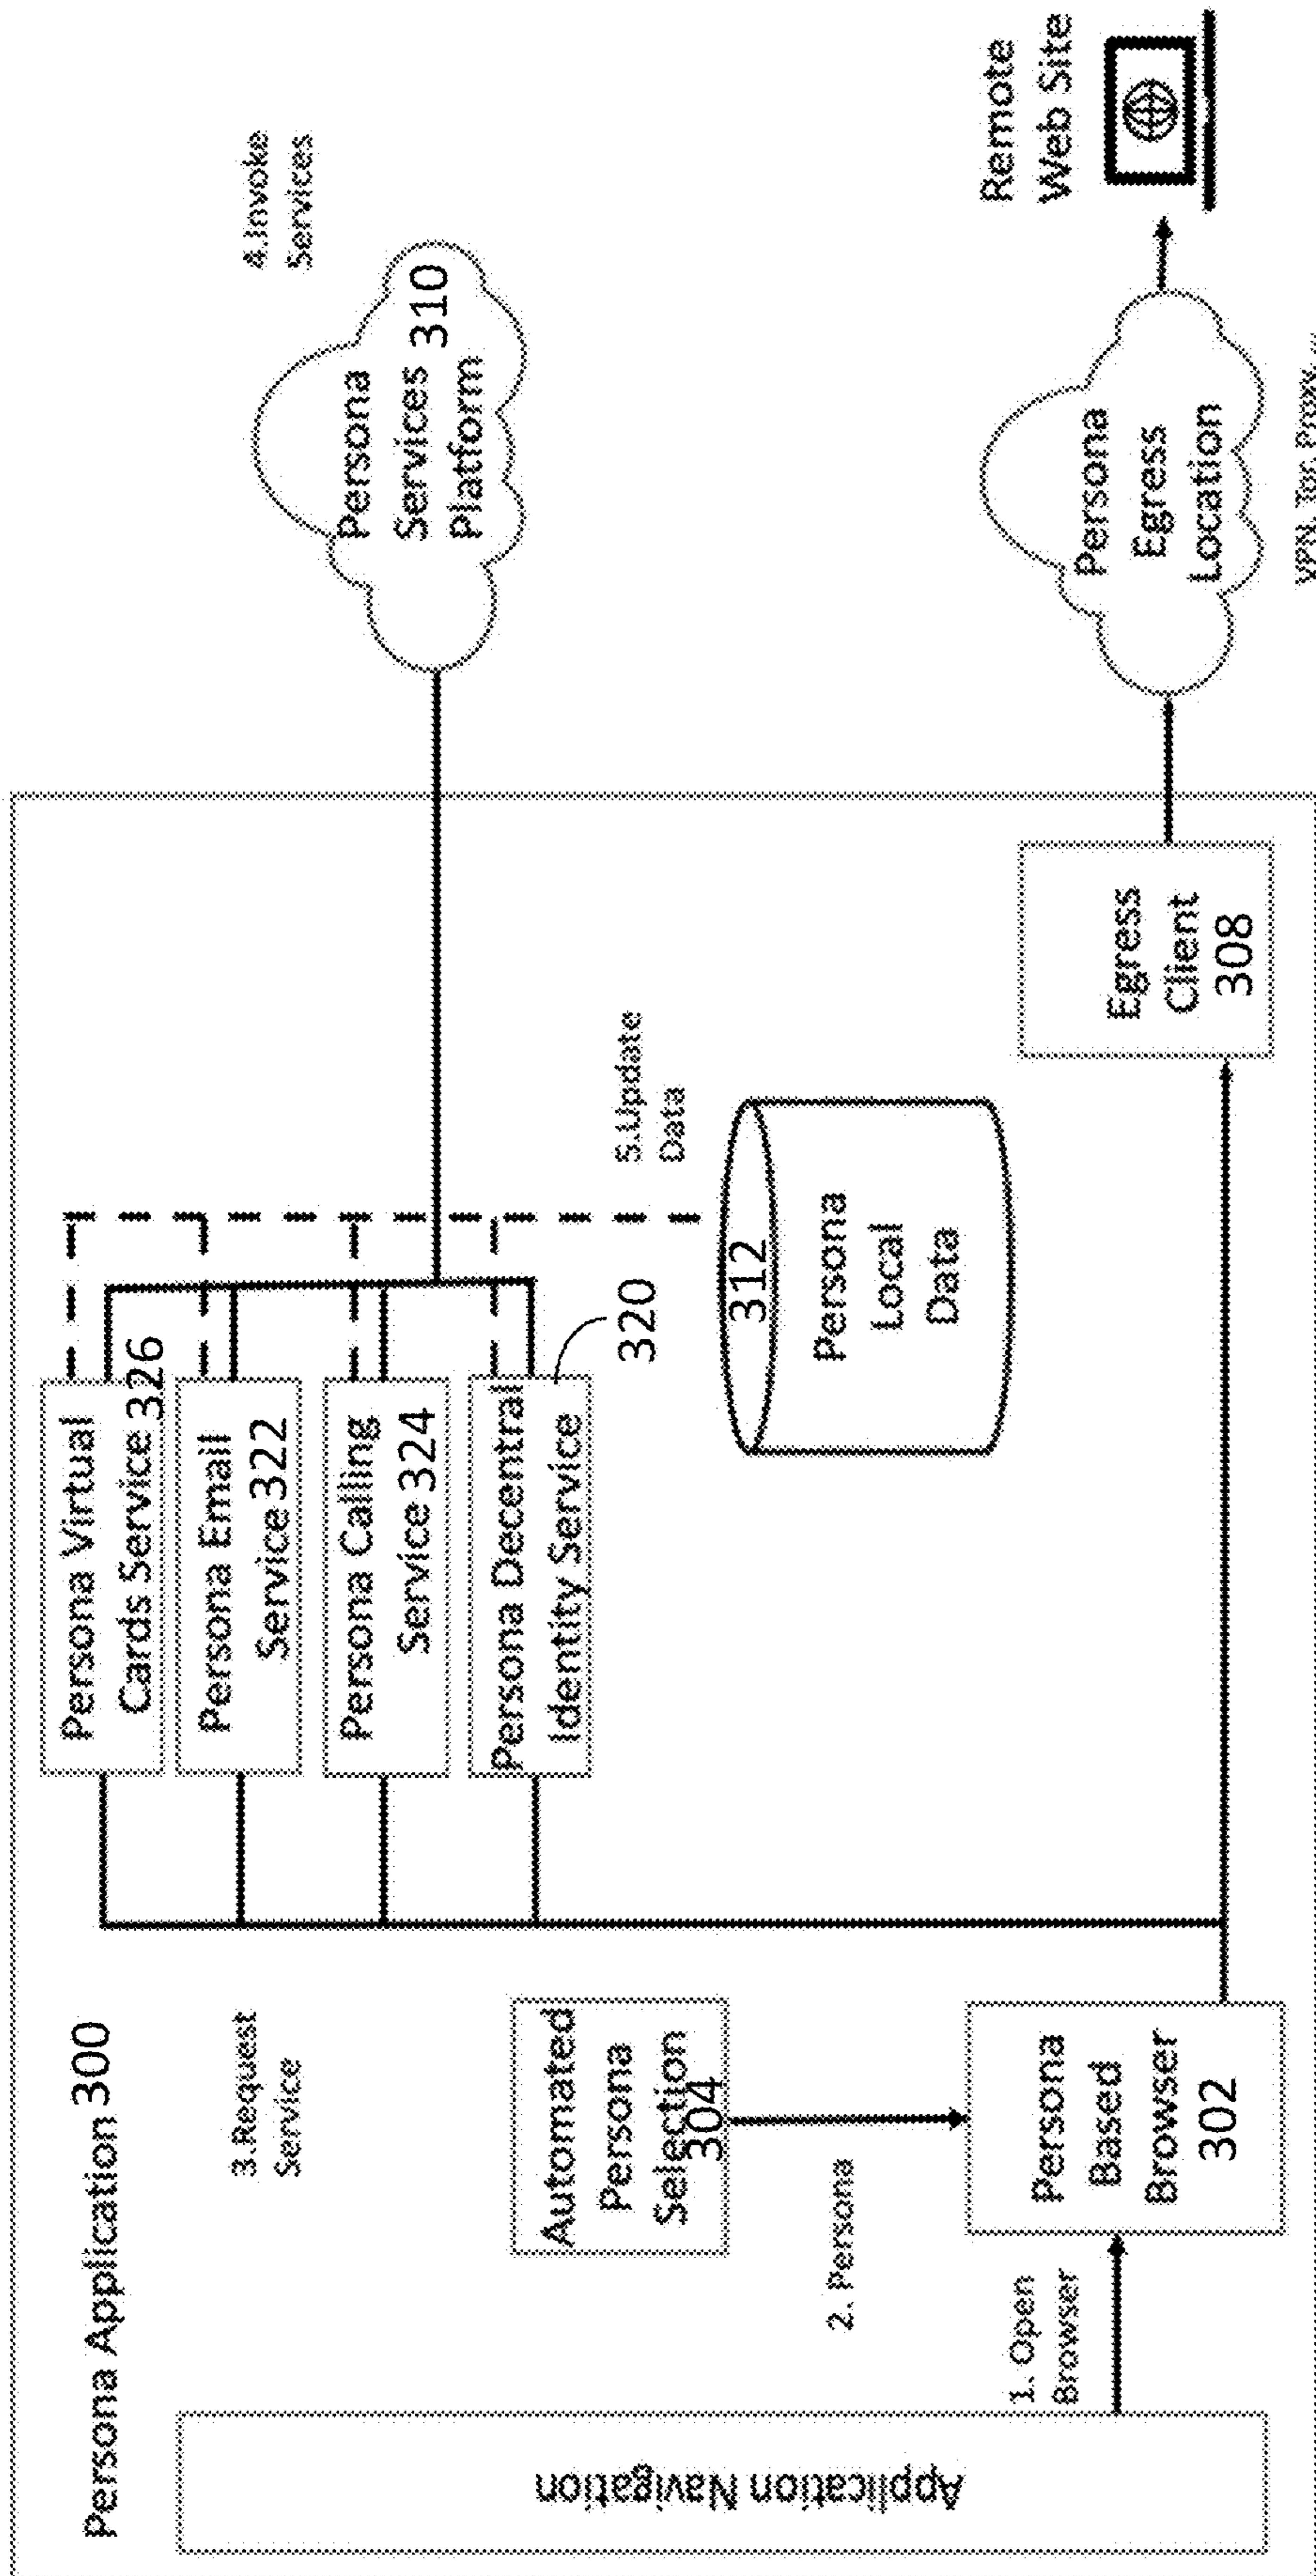 Persona Application 300
Application Navigation
1. Open
Browser
2. Persona
3.Request
Service
Automated
Persona
Selection
304
Persona
Based
Browser
302
Persona Virtual
Cards Service 326
Persona Email
Service 322
Persona Calling
Service 324
Persona Decentral
Identity Service
320
5.Update
Data
312
Persona
Local
Data
Egress
Client
308
4.Invoke
Services
Persona
Services 310
Platform
Persona
Egress
Location
VPN, Tor, Proxy
Remote
Web Site